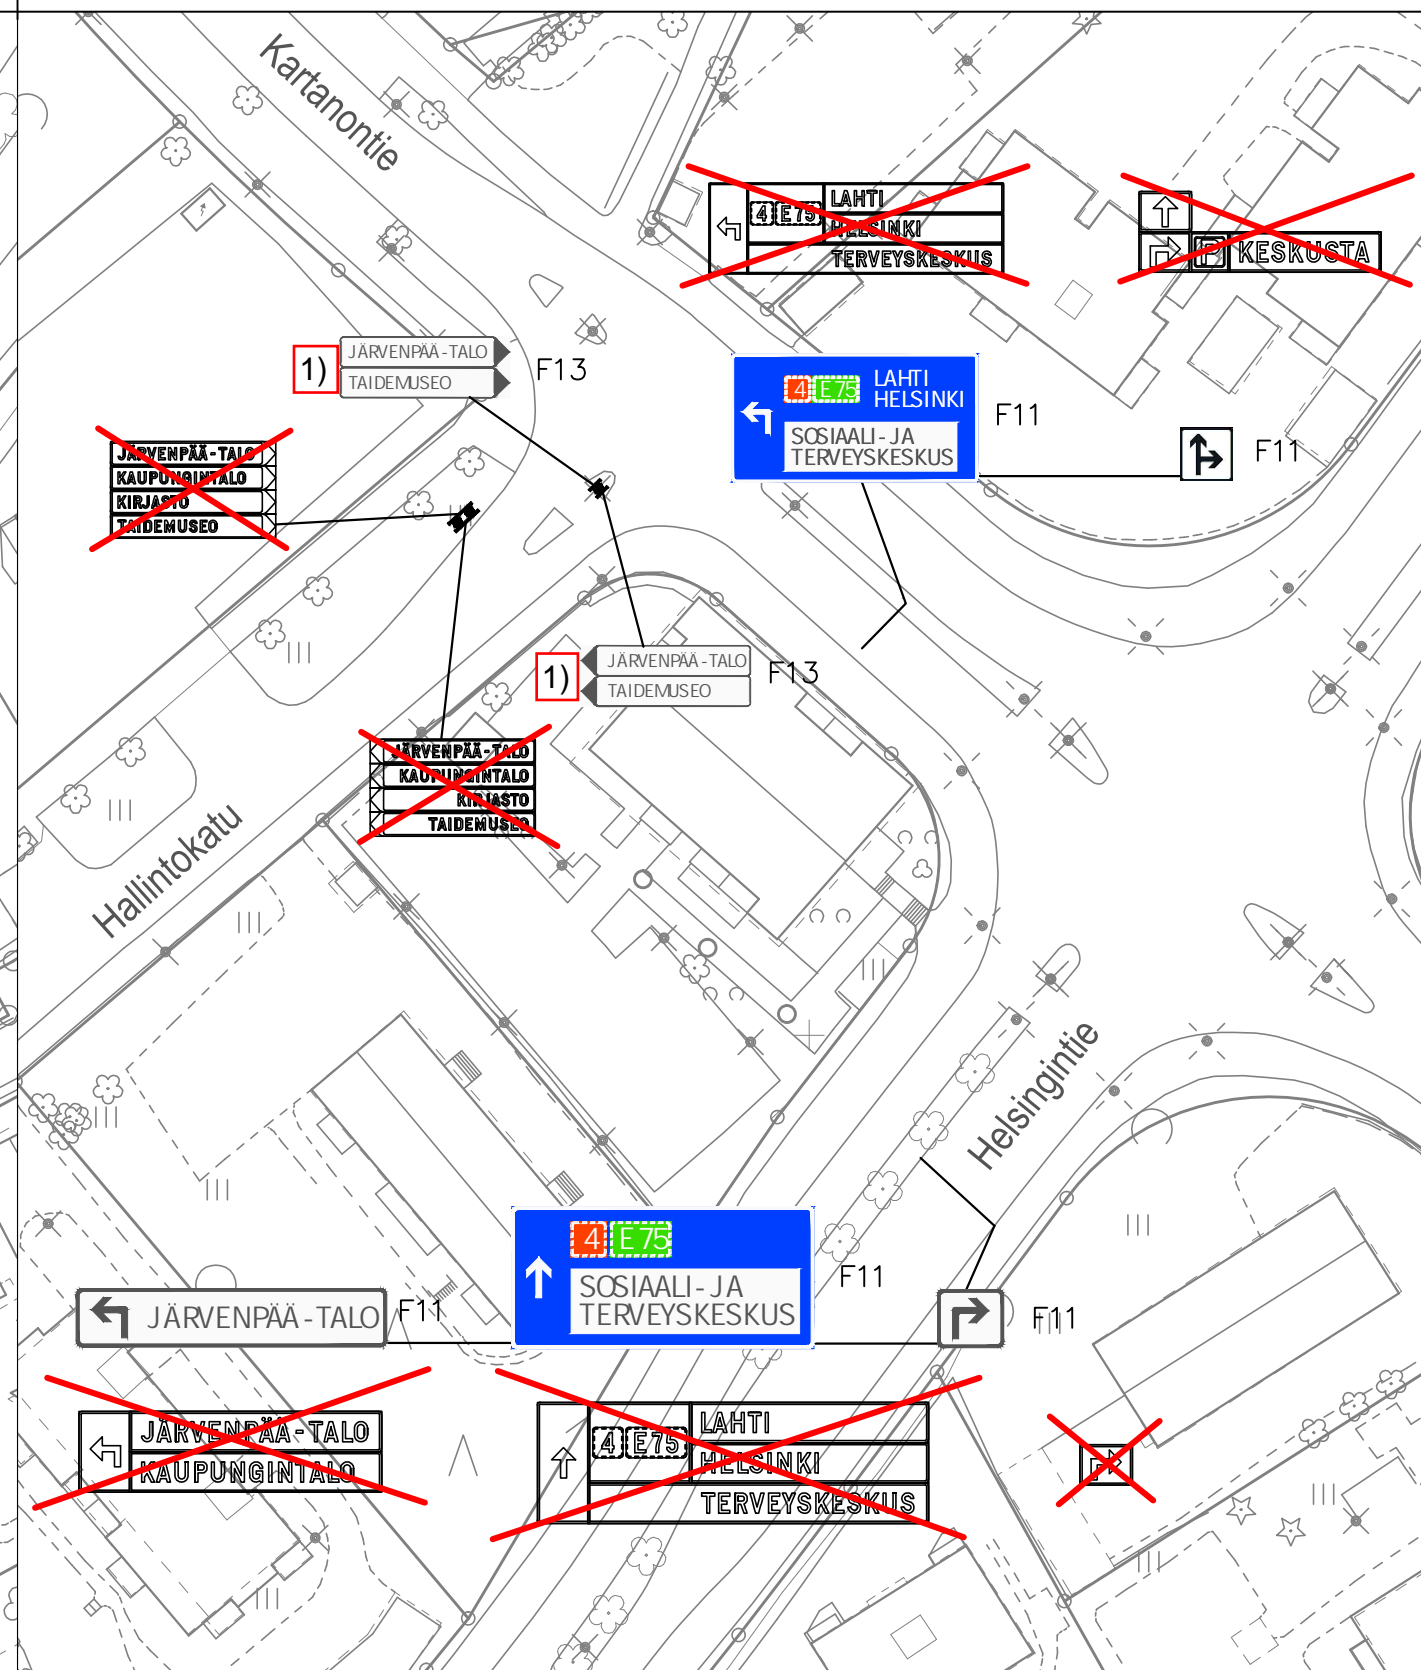 Kartanontie
LAHTI
4 E75
HELSINKI
TERVEYSKESKUS
P KESKUSTA
1)
JÄRVENPÄÄ-TALO
TAIDEMUSEO
F13
4 E75
LAHTI
HELSINKI
SOSIAALI-JA
TERVEYSKESKUS
F11
F11
JÄRVENPÄÄ-TALO
KAUPUNGINTALO
KIRJASTO
TAIDEMUSEO
1)
JÄRVENPÄÄ-TALO
TAIDEMUSEO
F13
JÄRVENPÄÄ-TALO
KAUPUNGINTALO
KIRJASTO
TAIDEMUSEO
Hallintokatu
Helsingintie
JÄRVENPÄÄ-TALO
F11
4 E75
SOSIAALI-JA
TERVEYSKESKUS
F11
F11
JÄRVENPÄÄ-TALO
KAUPUNGINTALO
4 E75
LAHTI
HELSINKI
TERVEYSKESKUS